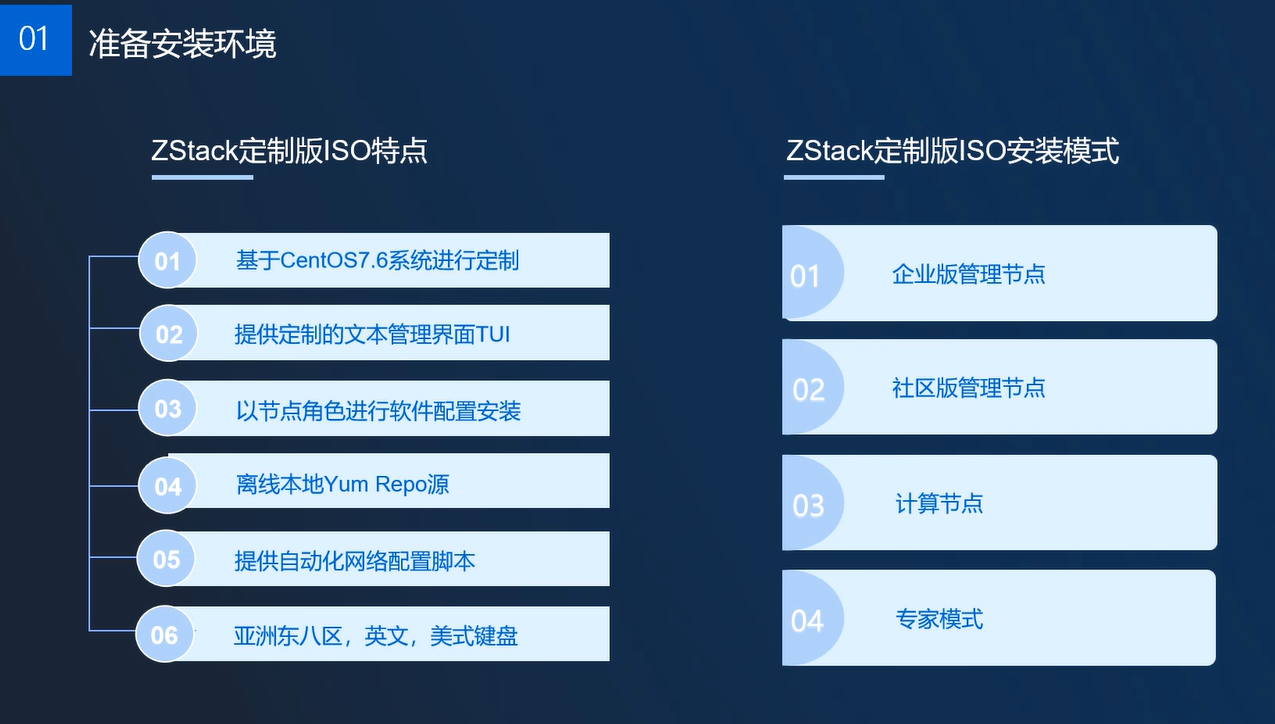 01
准备安装环境
ZStack定制版ISO特点
01 基于CentOS7.6系统进行定制
02 提供定制的文本管理界面TUI
03 以节点角色进行软件配置安装
04 离线本地Yum Repo源
05 提供自动化网络配置脚本
06 亚洲东八区，英文，美式键盘
ZStack定制版ISO安装模式
01 企业版管理节点
02 社区版管理节点
03 计算节点
04 专家模式